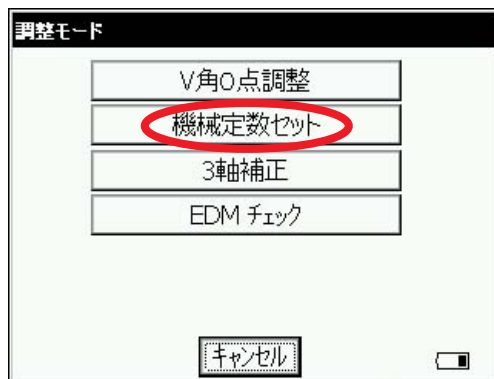 調整モード
V角0点調整
機械定数セット
3軸補正
EDM チェック
キャンセル